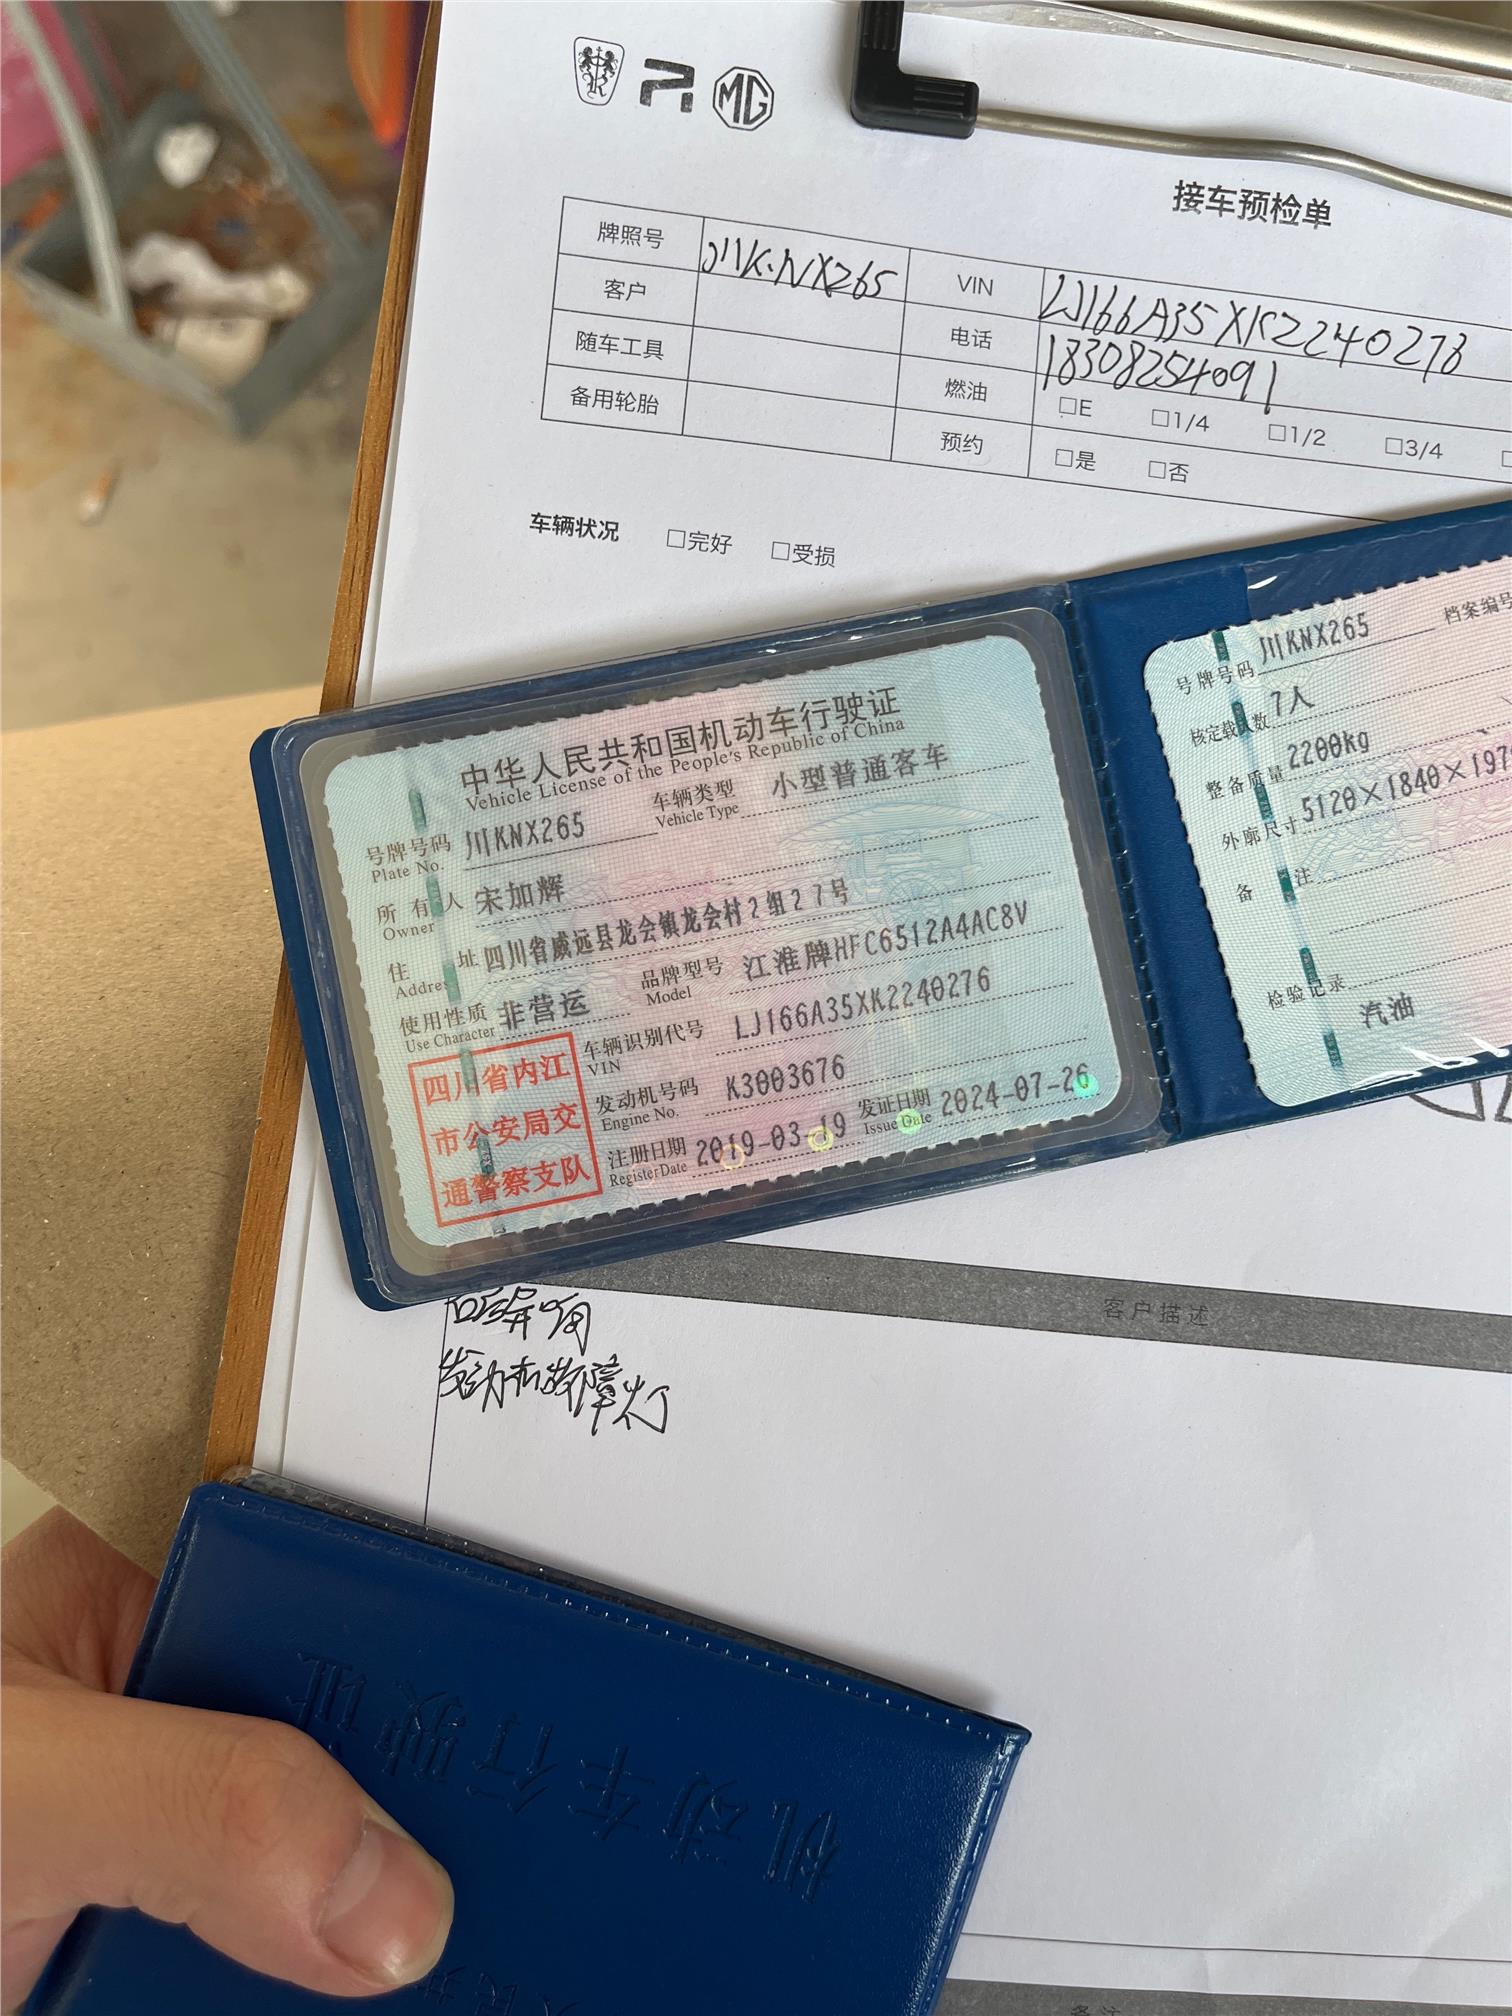 MG
接车预检单
牌照号 川K·NX265 VIN LJ166A35XK2240276
客户 电话 18308254091
随车工具 燃油 □E □1/4 □1/2 □3/4
备用轮胎 预约 □是 □否
车辆状况 □完好 □受损
中华人民共和国机动车行驶证
Vehicle License of the People's Republic of China
号牌号码 川KNX265 车辆类型 小型普通客车
Plate No. Vehicle Type
所有人 宋加辉
Owner
住址 四川省威远县龙会镇龙会村2组27号
Address
使用性质 非营运 品牌型号 江淮牌HFC6512A4AC8V
Use Character Model
车辆识别代号 LJ166A35XK2240276
VIN
发动机号码 K3003676
Engine No.
注册日期 2019-03-19 发证日期 2024-07-26
Register Date Issue Date
四川省内江
市公安局交
通警察支队
号牌号码 川KNX265 档案编号
核定载人数 7人
整备质量 2200kg
外廓尺寸 5120×1840×197
备注
检验记录
汽油
客户描述
异响
发动机故障灯
机动车行驶证
备注